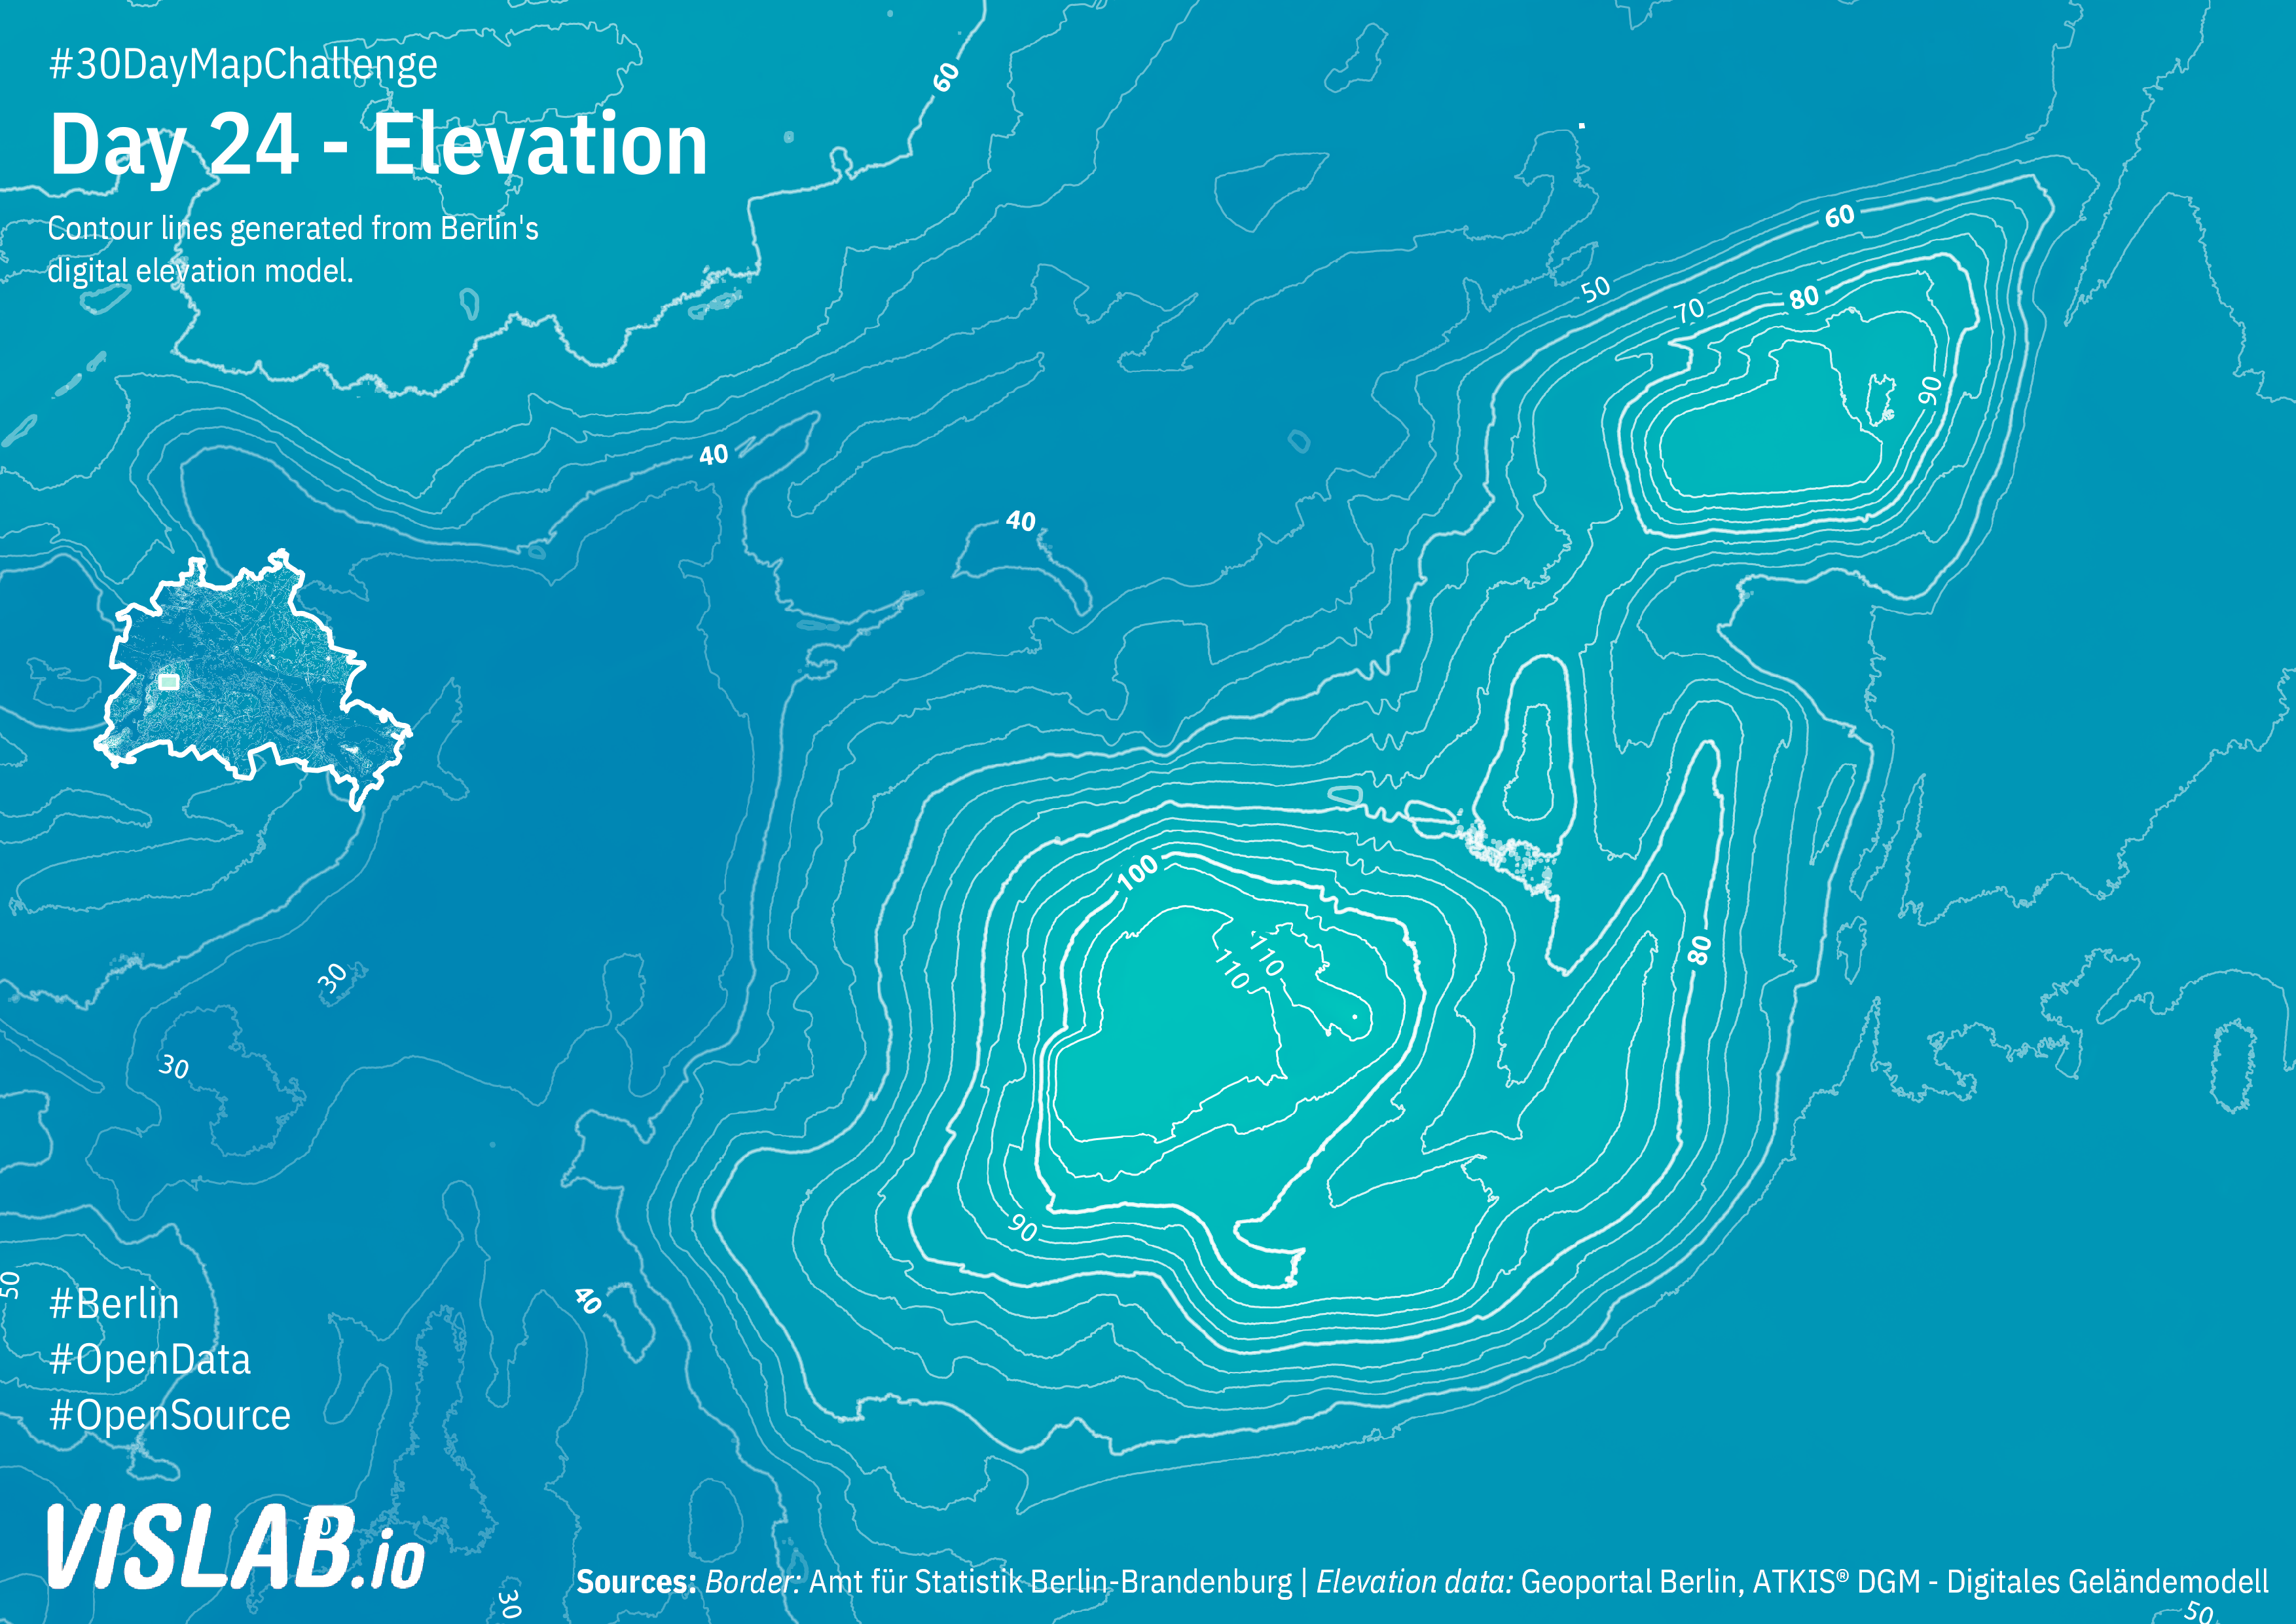 #30DayMapChallenge
Day 24 - Elevation
Contour lines generated from Berlin's
digital elevation model.
60
60
50
70
80
90
40
40
100
110
110
80
30
30
90
50
40
#Berlin
#OpenData
#OpenSource
VISLAB.io
30
Sources: Border: Amt für Statistik Berlin-Brandenburg | Elevation data: Geoportal Berlin, ATKIS® DGM - Digitales Geländemodell
50